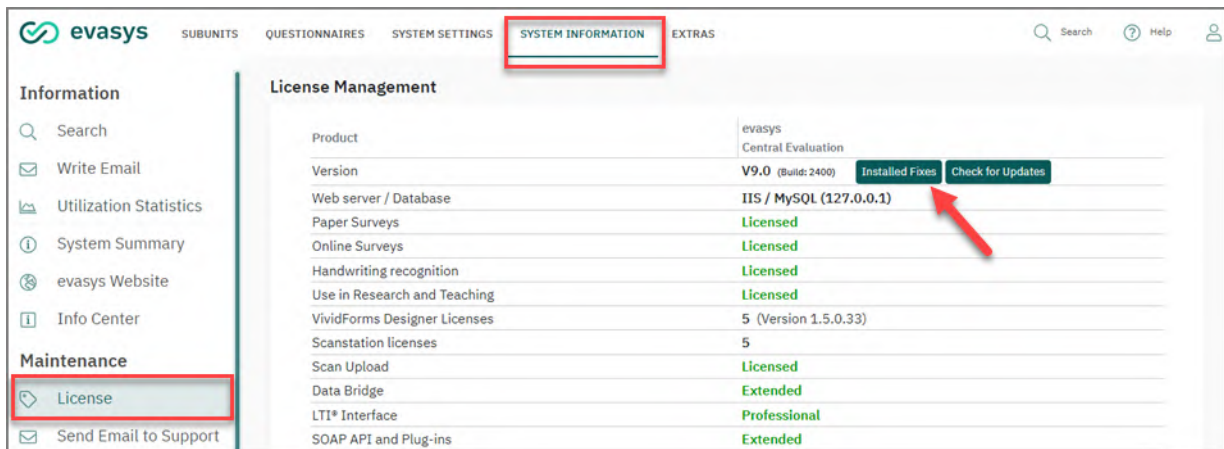 evasys SUBUNITS QUESTIONNAIRES SYSTEM SETTINGS SYSTEM INFORMATION EXTRAS Search Help
Information
Search
Write Email
Utilization Statistics
System Summary
evasys Website
Info Center
Maintenance
License
Send Email to Support
License Management
Product evasys
Central Evaluation
Version V9.0 (Build: 2400) Installed Fixes Check for Updates
Web server / Database IIS / MySQL (127.0.0.1)
Paper Surveys Licensed
Online Surveys Licensed
Handwriting recognition Licensed
Use in Research and Teaching Licensed
VividForms Designer Licenses 5 (Version 1.5.0.33)
Scanstation licenses 5
Scan Upload Licensed
Data Bridge Extended
LTI® Interface Professional
SOAP API and Plug-ins Extended